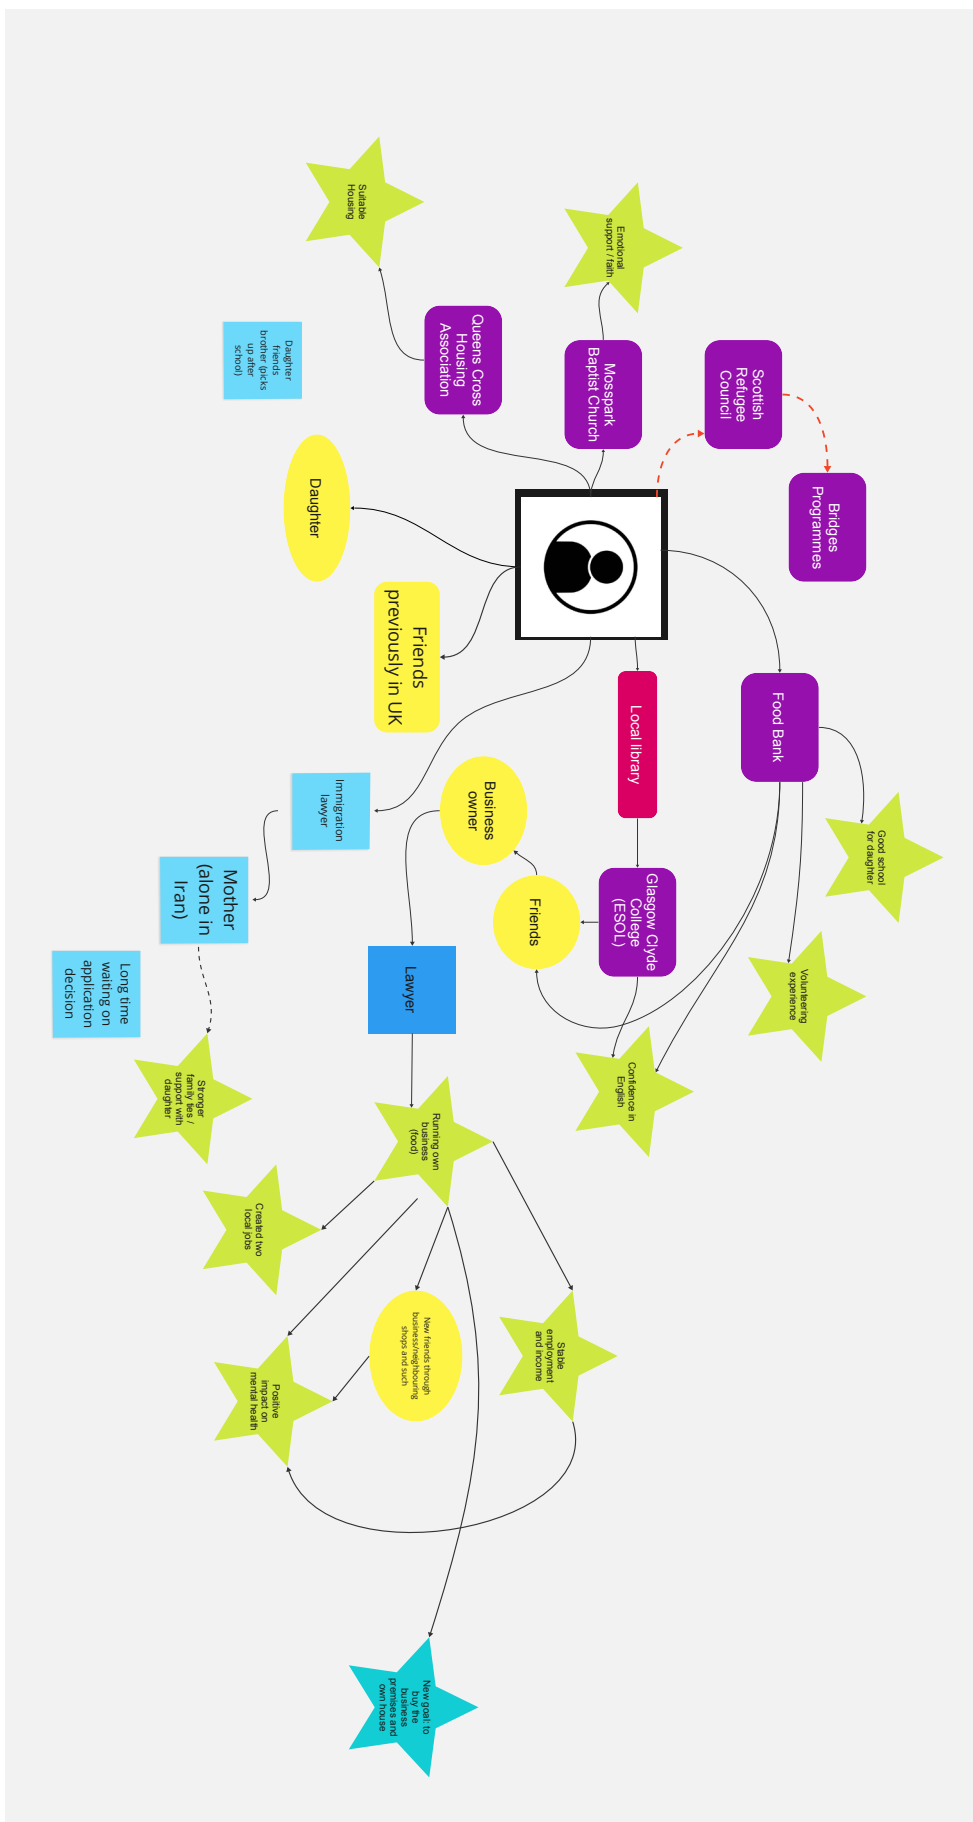 Good school
for daughter
Volunteering
experience
Bridges
Programmes
Food Bank
Scottish
Refugee
Council
Emotional
support / faith
Mosspark
Baptist Church
Local library
Glasgow Clyde
College
(ESOL)
Confidence in
English
Stable
employment
and income
Friends
Queens Cross
Housing
Association
Business
owner
Suitable
Housing
Friends
previously in UK
Lawyer
Running own
business
(food)
New friends through
business/neighbouring
shops and such
New goal: to
buy the
business
premises and
own house
Daughter
Immigration
lawyer
Daughter
friends
brother (picks
up after
school)
Mother
(alone in
Iran)
Created two
local jobs
Positive
impact on
mental health
Stronger
family ties /
support with
daughter
Long time
waiting on
application
decision